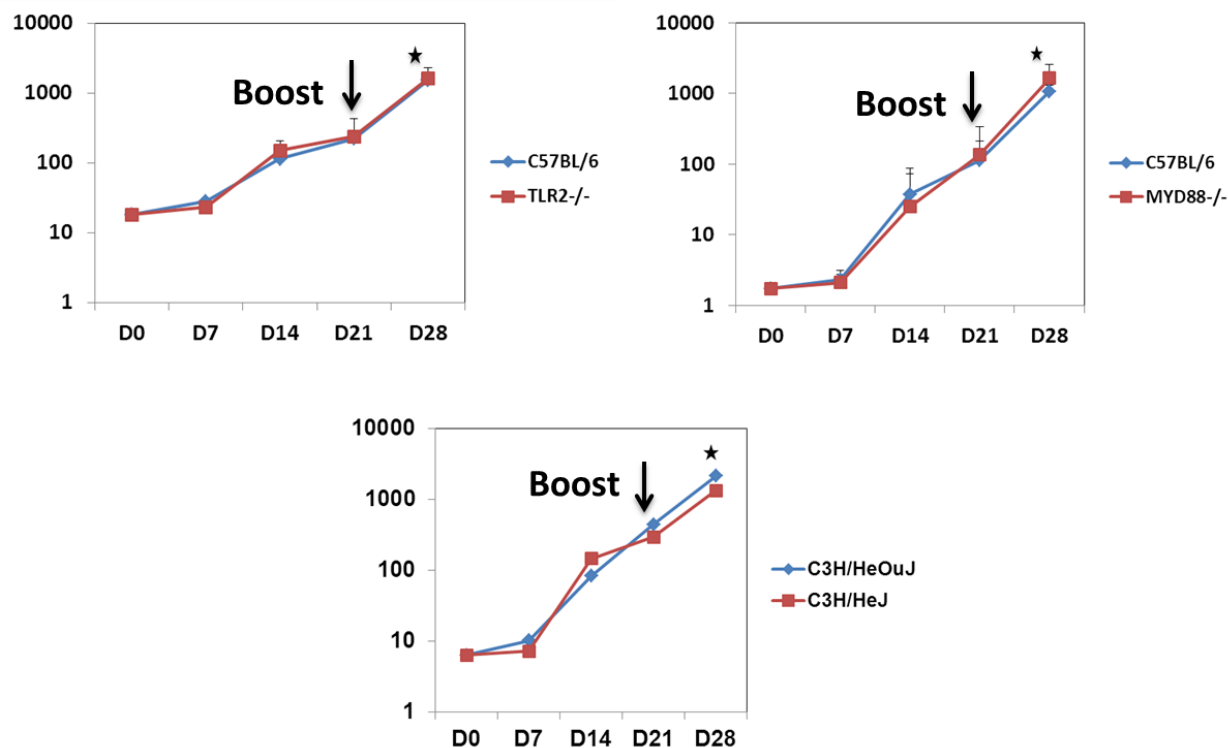 10000
1000
100
10
1
Boost
D0 D7 D14 D21 D28
C57BL/6
TLR2-/-
10000
1000
100
10
1
Boost
D0 D7 D14 D21 D28
C57BL/6
MYD88-/-
10000
1000
100
10
1
Boost
D0 D7 D14 D21 D28
C3H/HeOuJ
C3H/HeJ